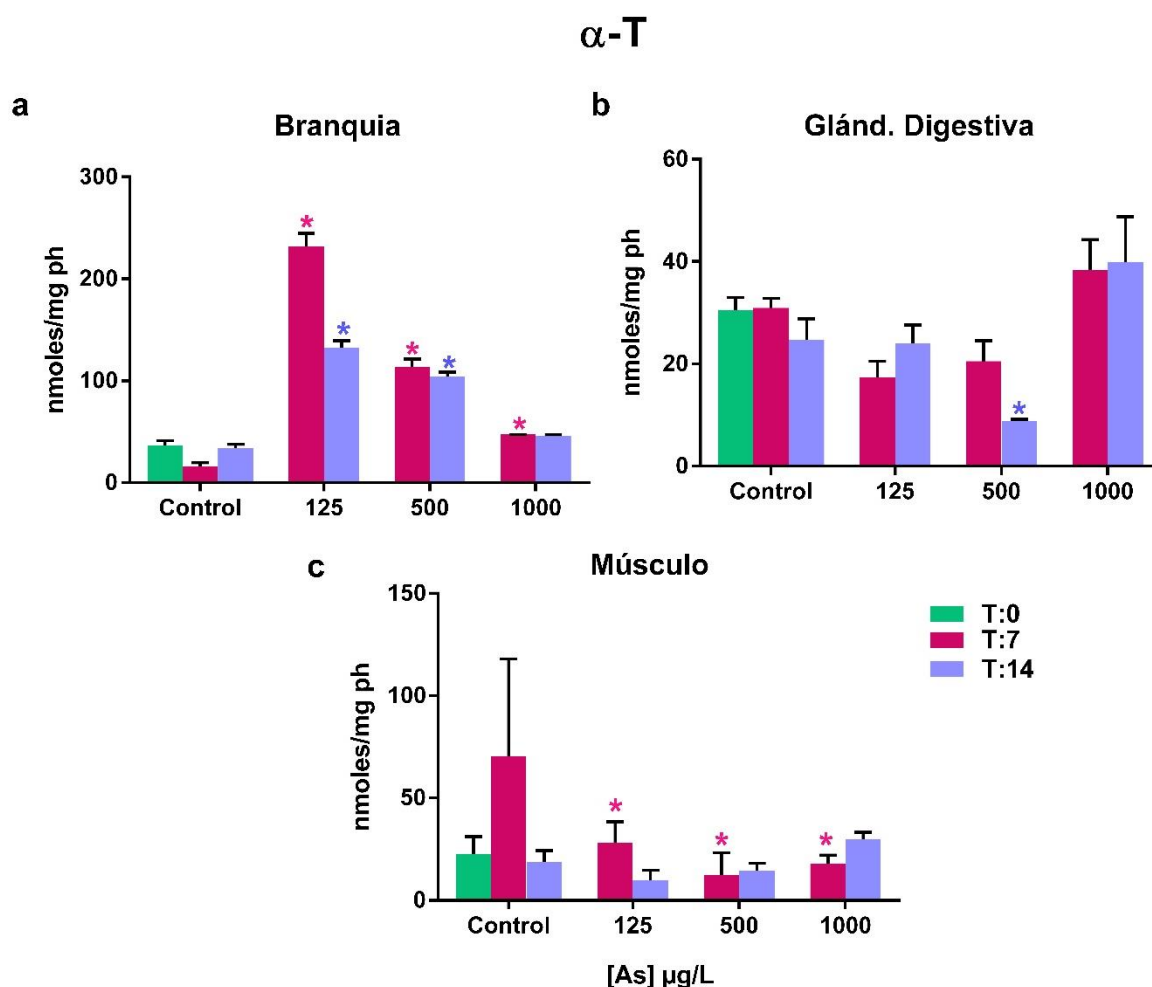 α-T
a
Branquia
nmoles/mg ph
300
200
100
0
*
*
*
*
*
Control 125 500 1000
b
Glánd. Digestiva
nmoles/mg ph
60
40
20
0
*
Control 125 500 1000
c
Músculo
nmoles/mg ph
150
100
50
0
*
*
*
Control 125 500 1000
[As] µg/L
T:0
T:7
T:14